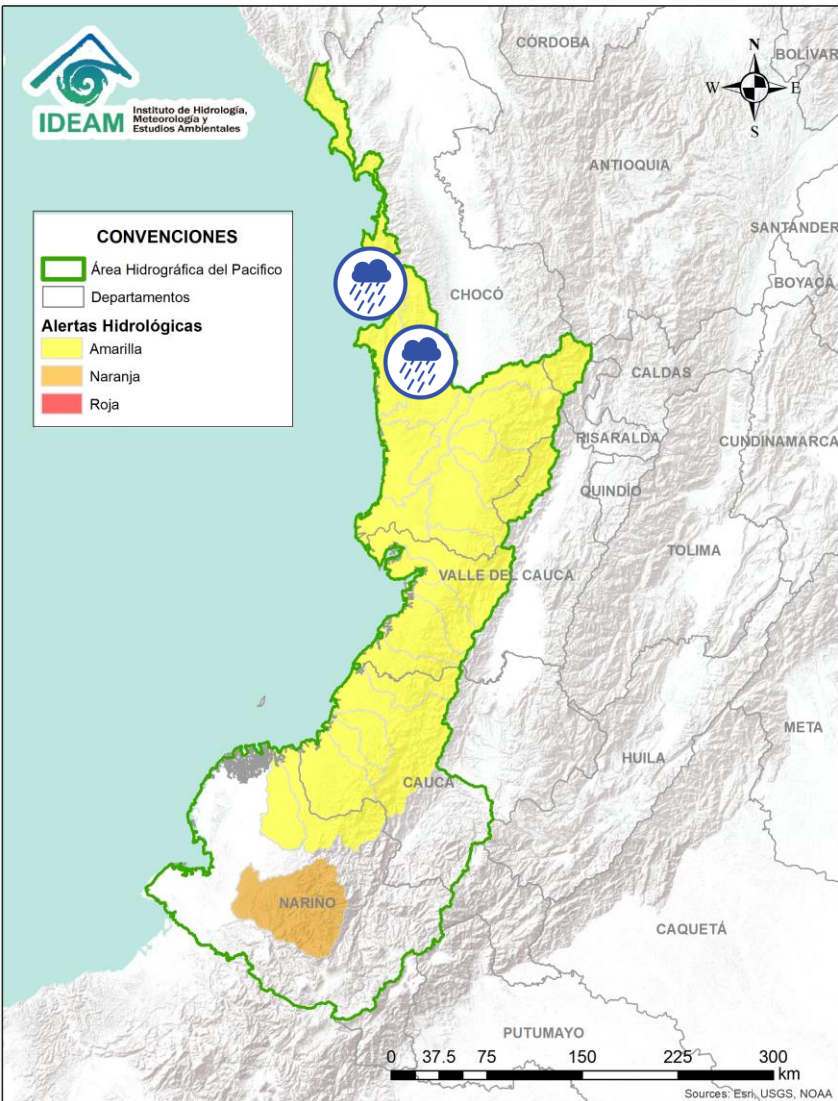 IDEAM
Instituto de Hidrología,
Meteorología y
Estudios Ambientales
CÓRDOBA
BOLÍVAR
N
W
E
S
ANTIOQUIA
SANTANDER
BOYACÁ
CONVENCIONES
Área Hidrográfica del Pacifico
Departamentos
Alertas Hidrológicas
Amarilla
Naranja
Roja
CHOCÓ
CALDAS
RISARALDA
CUNDINAMARCA
QUINDÍO
TOLIMA
VALLE DEL CAUCA
META
HUILA
CAUCA
NARIÑO
CAQUETÁ
PUTUMAYO
0 37.5 75 150 225 300
km
Sources: Esri, USGS, NOAA